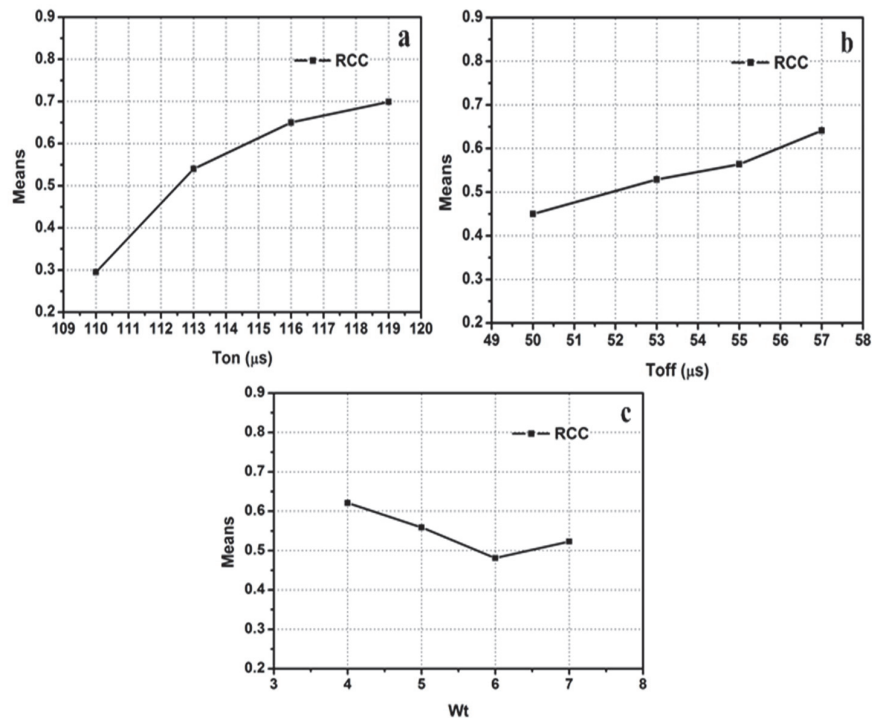 a
RCC
Means
0.9
0.8
0.7
0.6
0.5
0.4
0.3
0.2
109 110 111 112 113 114 115 116 117 118 119 120
Ton (μs)
b
RCC
Means
0.9
0.8
0.7
0.6
0.5
0.4
0.3
0.2
49 50 51 52 53 54 55 56 57 58
Toff (μs)
c
RCC
Means
0.9
0.8
0.7
0.6
0.5
0.4
0.3
0.2
3 4 5 6 7 8
Wt